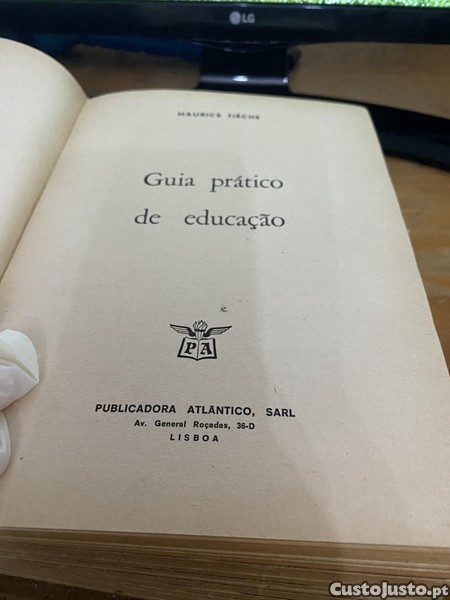 LG
MAURICE TIÈCHE
Guia prático
de educação
PA
PUBLICADORA ATLÂNTICO, SARL
Av. General Roçadas, 36-D
LISBOA
CustoJusto.pt